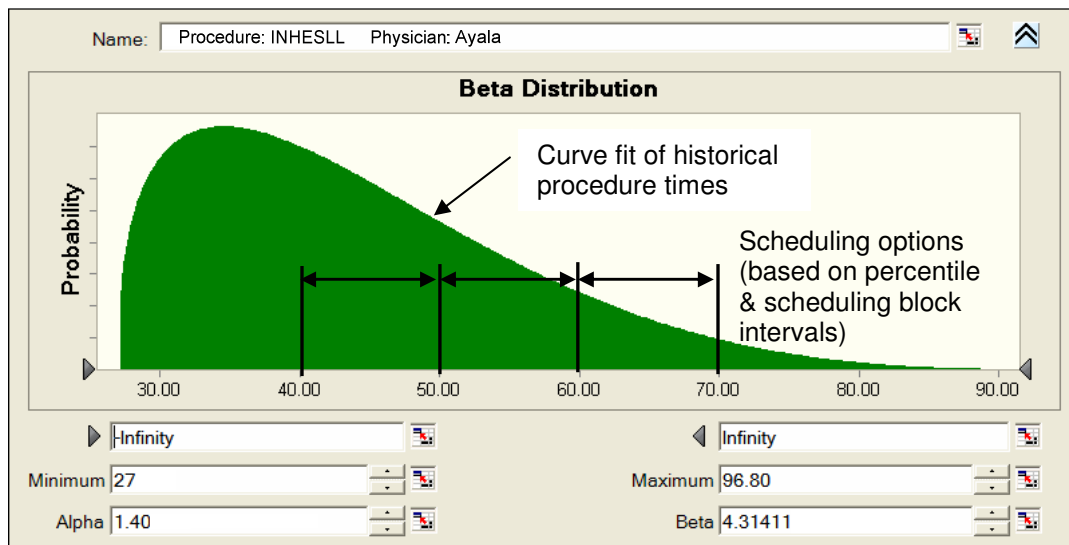 Name: Procedure: INHESLL Physician: Ayala
Beta Distribution
Probability
Curve fit of historical
procedure times
Scheduling options
(based on percentile
& scheduling block
intervals)
30.00 40.00 50.00 60.00 70.00 80.00 90.00
-Infinity Infinity
Minimum 27 Maximum 96.80
Alpha 1.40 Beta 4.31411